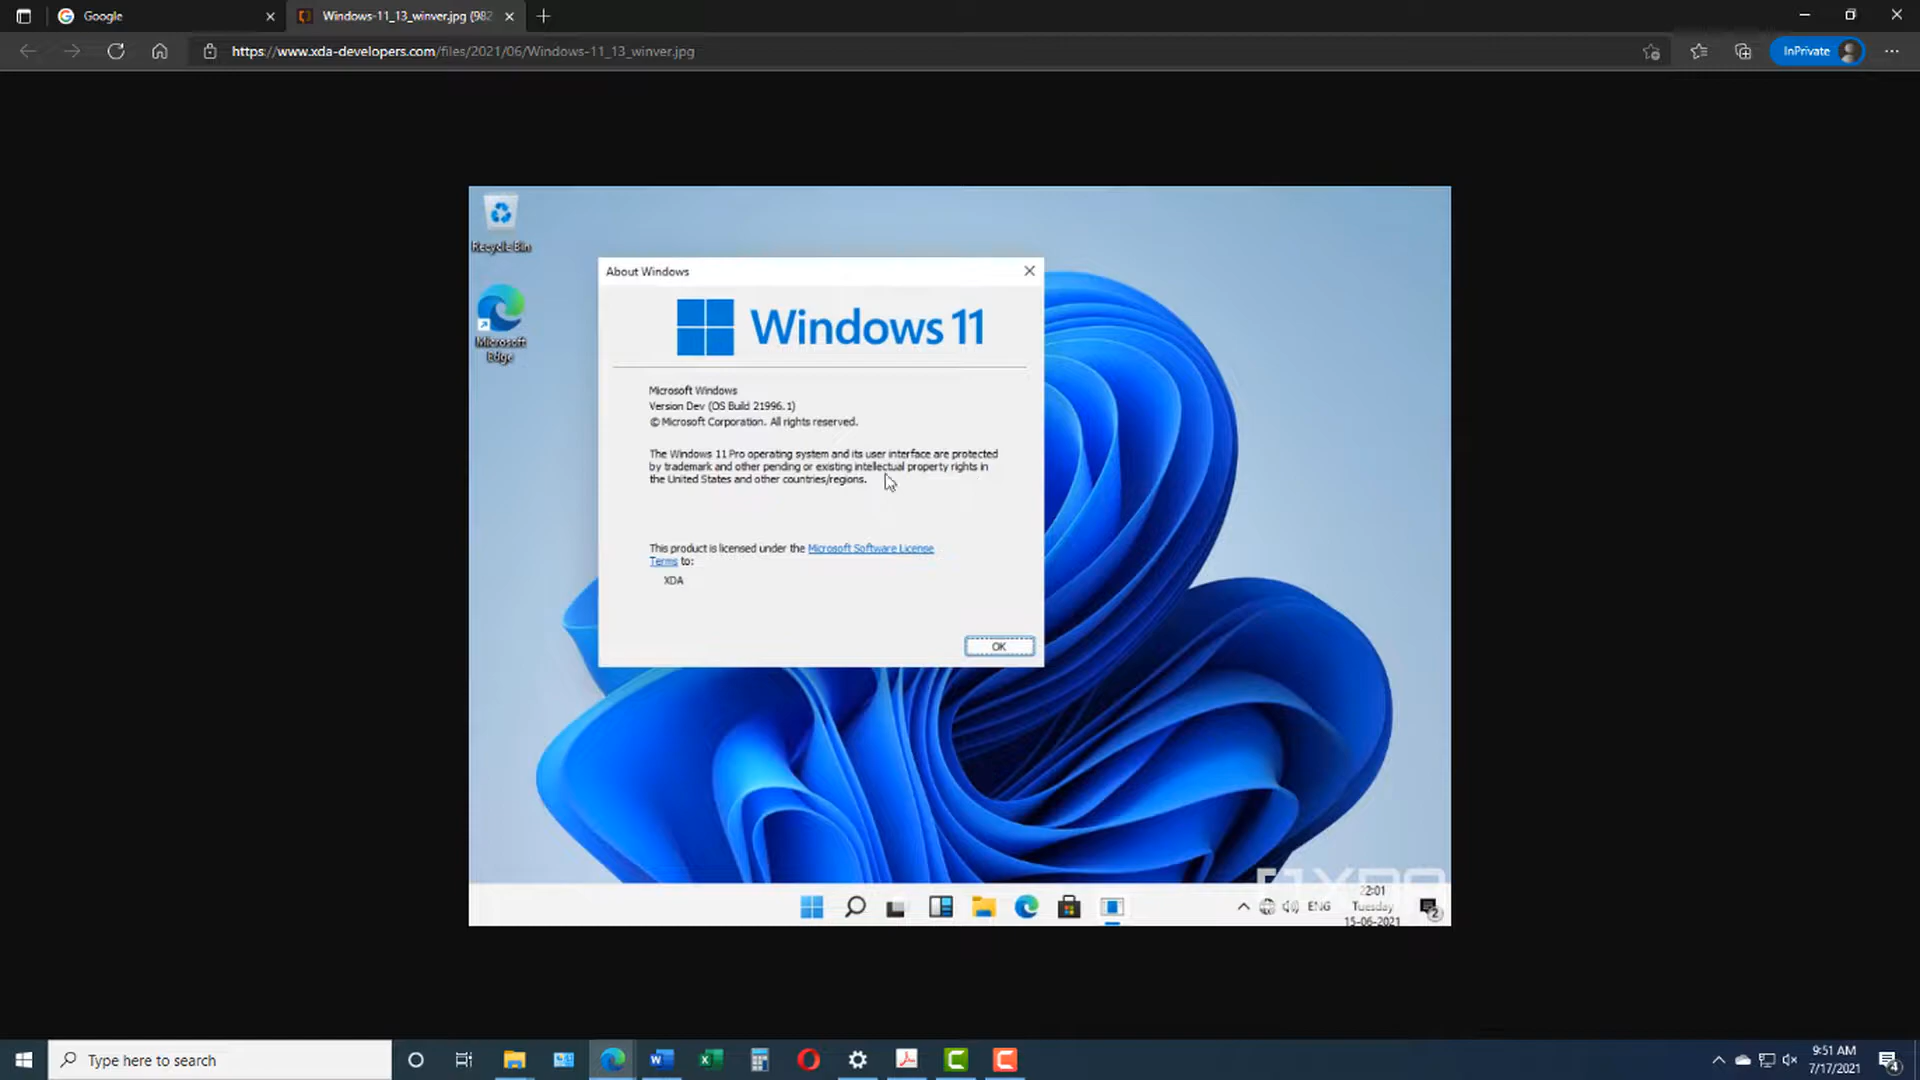 Google
Windows-11_13_winver.jpg (982
https://www.xda-developers.com/files/2021/06/Windows-11_13_winver.jpg
InPrivate
Recycle Bin
Microsoft
Edge
About Windows
Windows 11
Microsoft Windows
Version Dev (OS Build 21996.1)
© Microsoft Corporation. All rights reserved.
The Windows 11 Pro operating system and its user interface are protected
by trademark and other pending or existing intellectual property rights in
the United States and other countries/regions.
This product is licensed under the Microsoft Software License
Terms to:
XDA
OK
XDA
ENG
22:01
Tuesday
15-06-2021
2
Type here to search
9:51 AM
7/17/2021
4